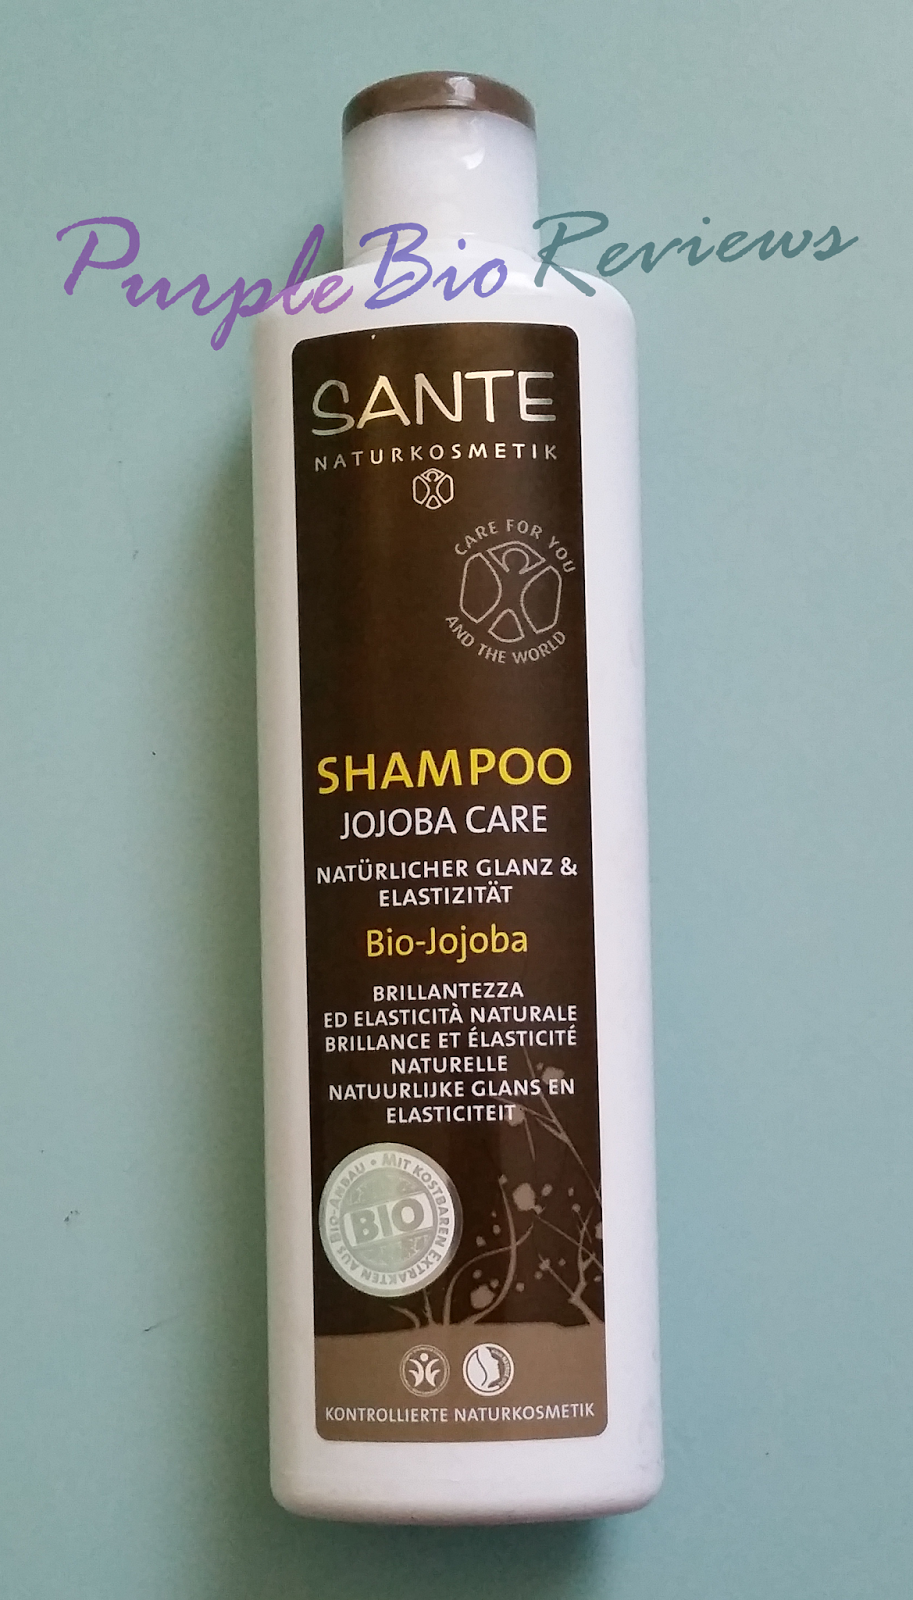 Purple Bio Reviews
SANTE
NATURKOSMETIK
CARE FOR YOU
AND THE WORLD
SHAMPOO
JOJOBA CARE
NATÜRLICHER GLANZ &
ELASTIZITÄT
Bio-Jojoba
BRILLANTEZZA
ED ELASTICITÀ NATURALE
BRILLANCE ET ÉLASTICITÉ
NATURELLE
NATUURLIJKE GLANS EN
ELASTICITEIT
MIT KOSTBAREN EXTRAKTEN AUS BIO-ANBAU •
BIO
KONTROLLIERTE NATURKOSMETIK